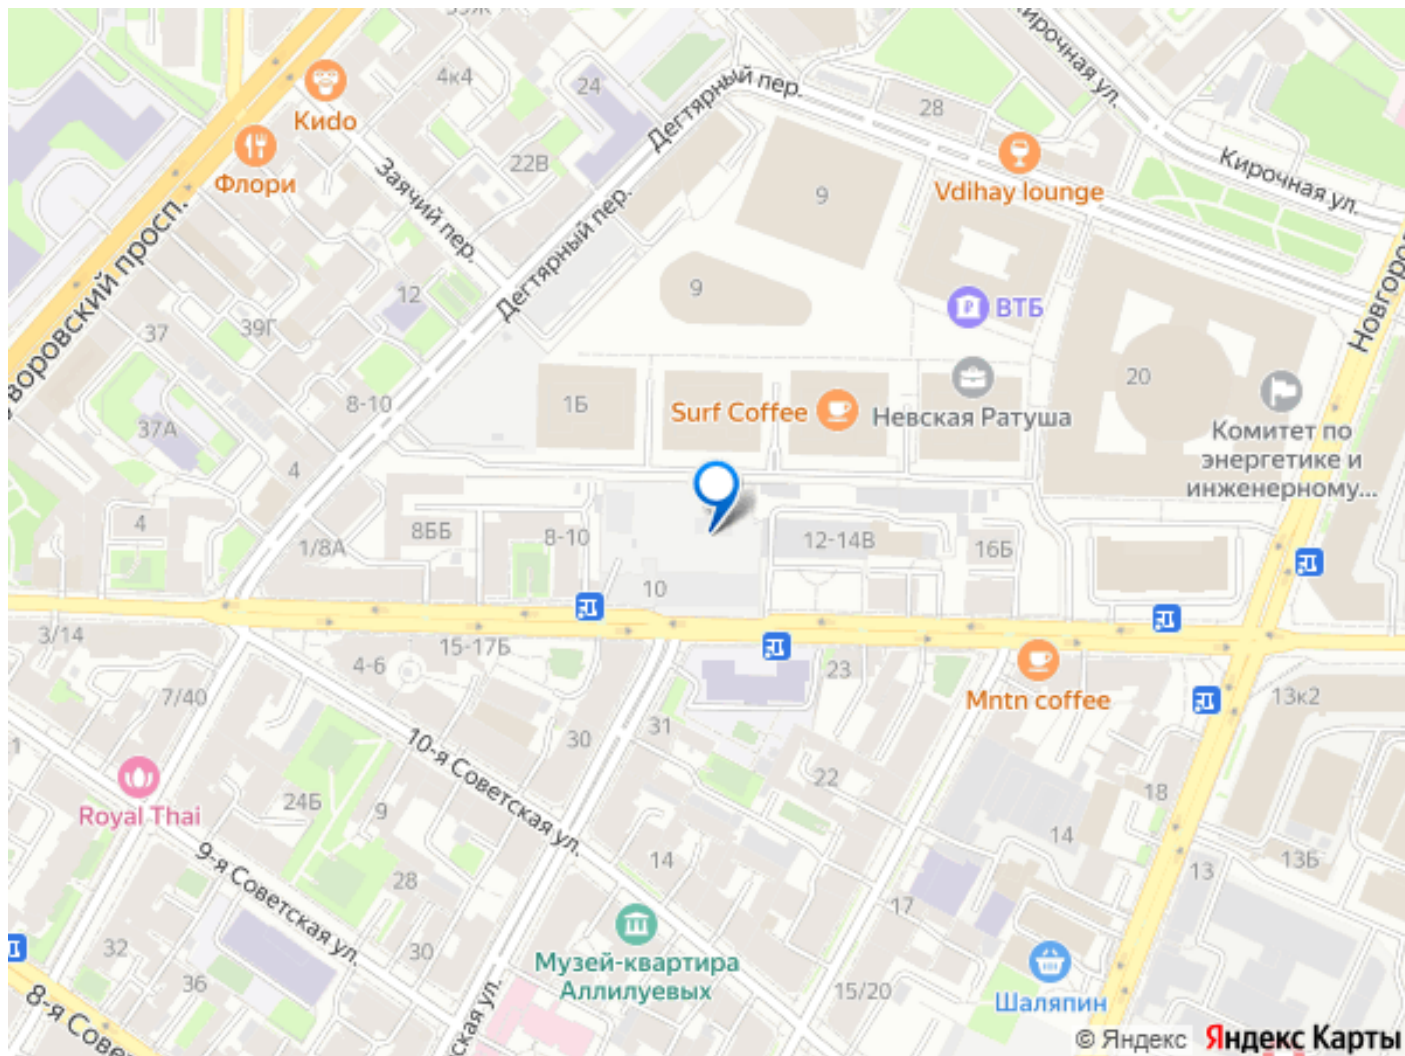 4к4
24
28
Кидо
Дегтярный пер.
Кирочная ул.
Флори
22В
Заячий пер.
Vdihay lounge
Кирочная ул.
9
Дегтярный пер.
12
9
ВТБ
37
39Г
8-10
1Б
Surf Coffee
Невская Ратуша
20
Комитет по
энергетике и
инженерному...
37А
4
4
1/8А
8ББ
8-10
12-14В
16Б
10
3/14
15-17Б
4-6
23
7/40
Mntn coffee
13к2
31
30
10-я Советская ул.
22
Royal Thai
24Б
9
18
14
14
13Б
13
9-я Советская ул.
28
17
32
30
36
Музей-квартира
Аллилуевых
15/20
Шаляпин
© Яндекс Яндекс Карты